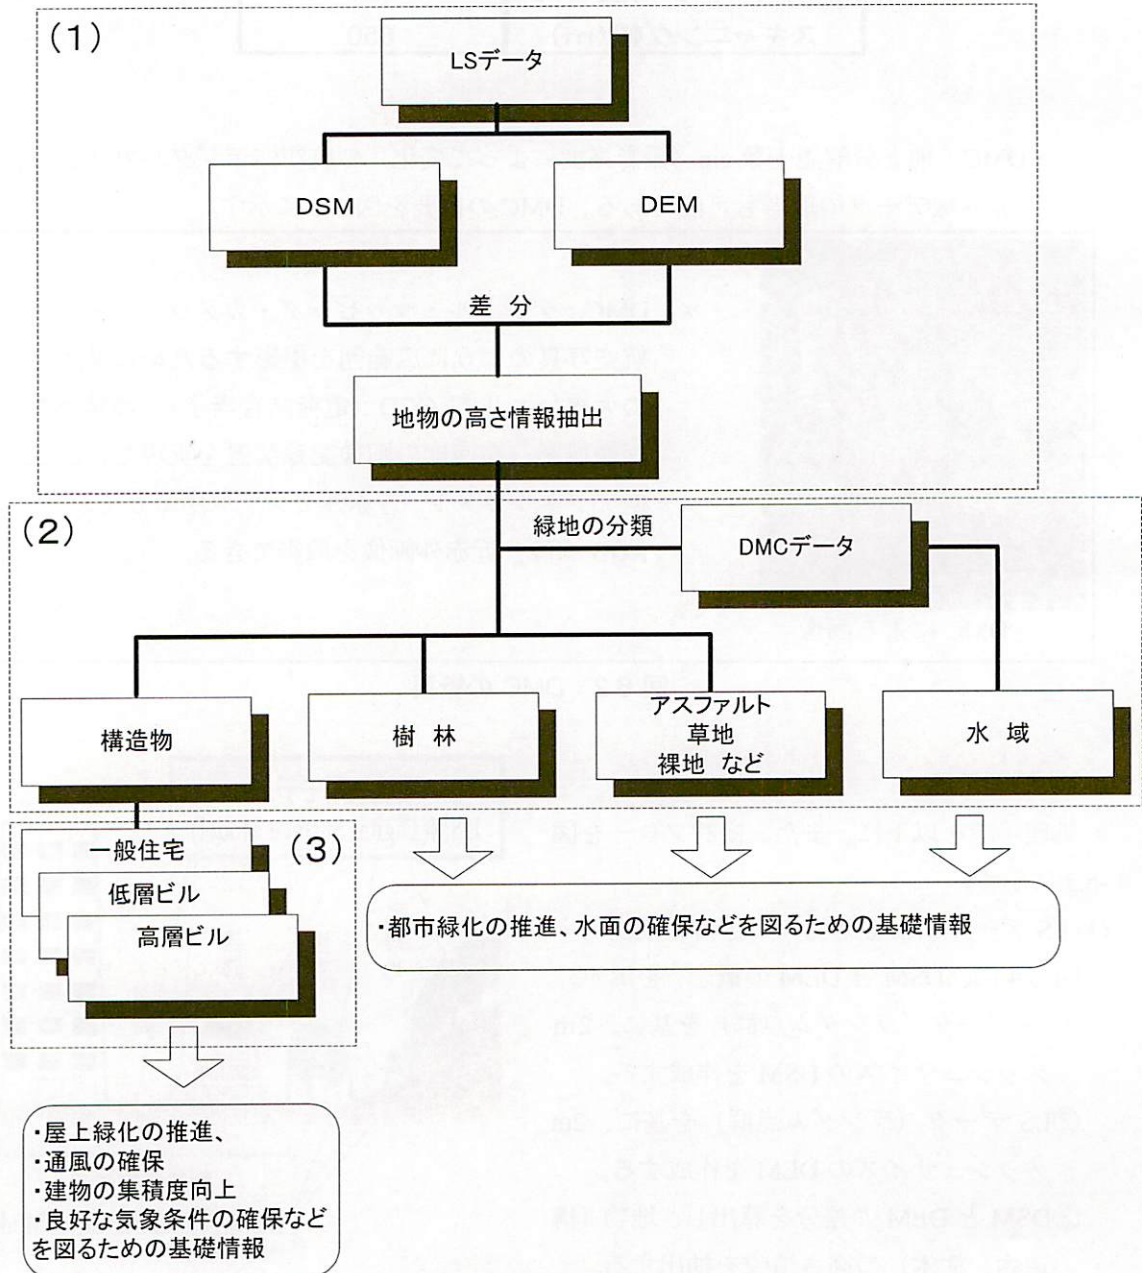 (1)
LSデータ
DSM
DEM
差 分
地物の高さ情報抽出
(2)
緑地の分類
DMCデータ
構造物
樹 林
アスファルト
草地
裸地 など
水 域
(3)
一般住宅
低層ビル
高層ビル
・都市緑化の推進、水面の確保などを図るための基礎情報
・屋上緑化の推進、
・通風の確保
・建物の集積度向上
・良好な気象条件の確保など
を図るための基礎情報